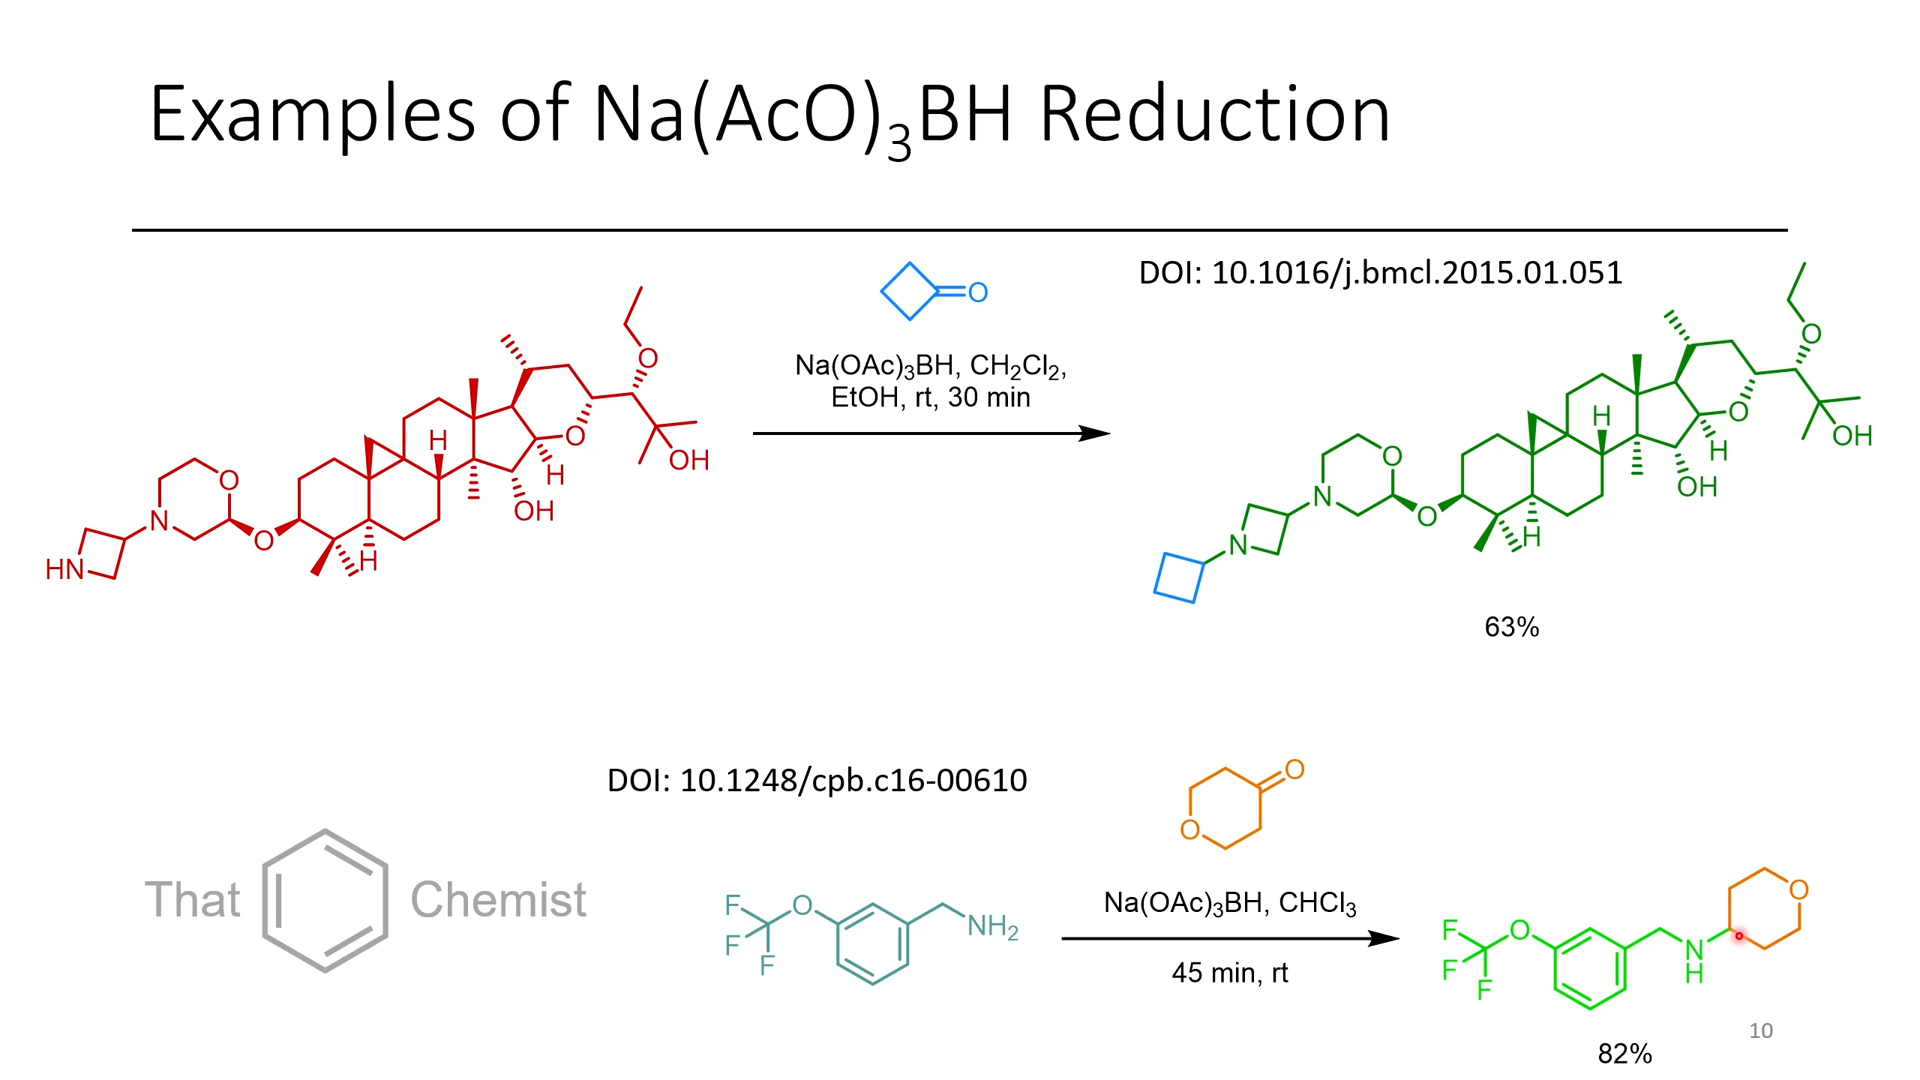 Examples of Na(AcO)₃BH Reduction
DOI: 10.1016/j.bmcl.2015.01.051
O
Na(OAc)₃BH, CH₂Cl₂,
EtOH, rt, 30 min
O
O
H
OH
H
OH
O
N
O
H
HN
O
O
H
OH
H
OH
O
N
O
H
N
63%
DOI: 10.1248/cpb.c16-00610
O
O
That Chemist
F
O
F
F
NH₂
Na(OAc)₃BH, CHCl₃
45 min, rt
F
O
F
F
N
H
O
82%
10